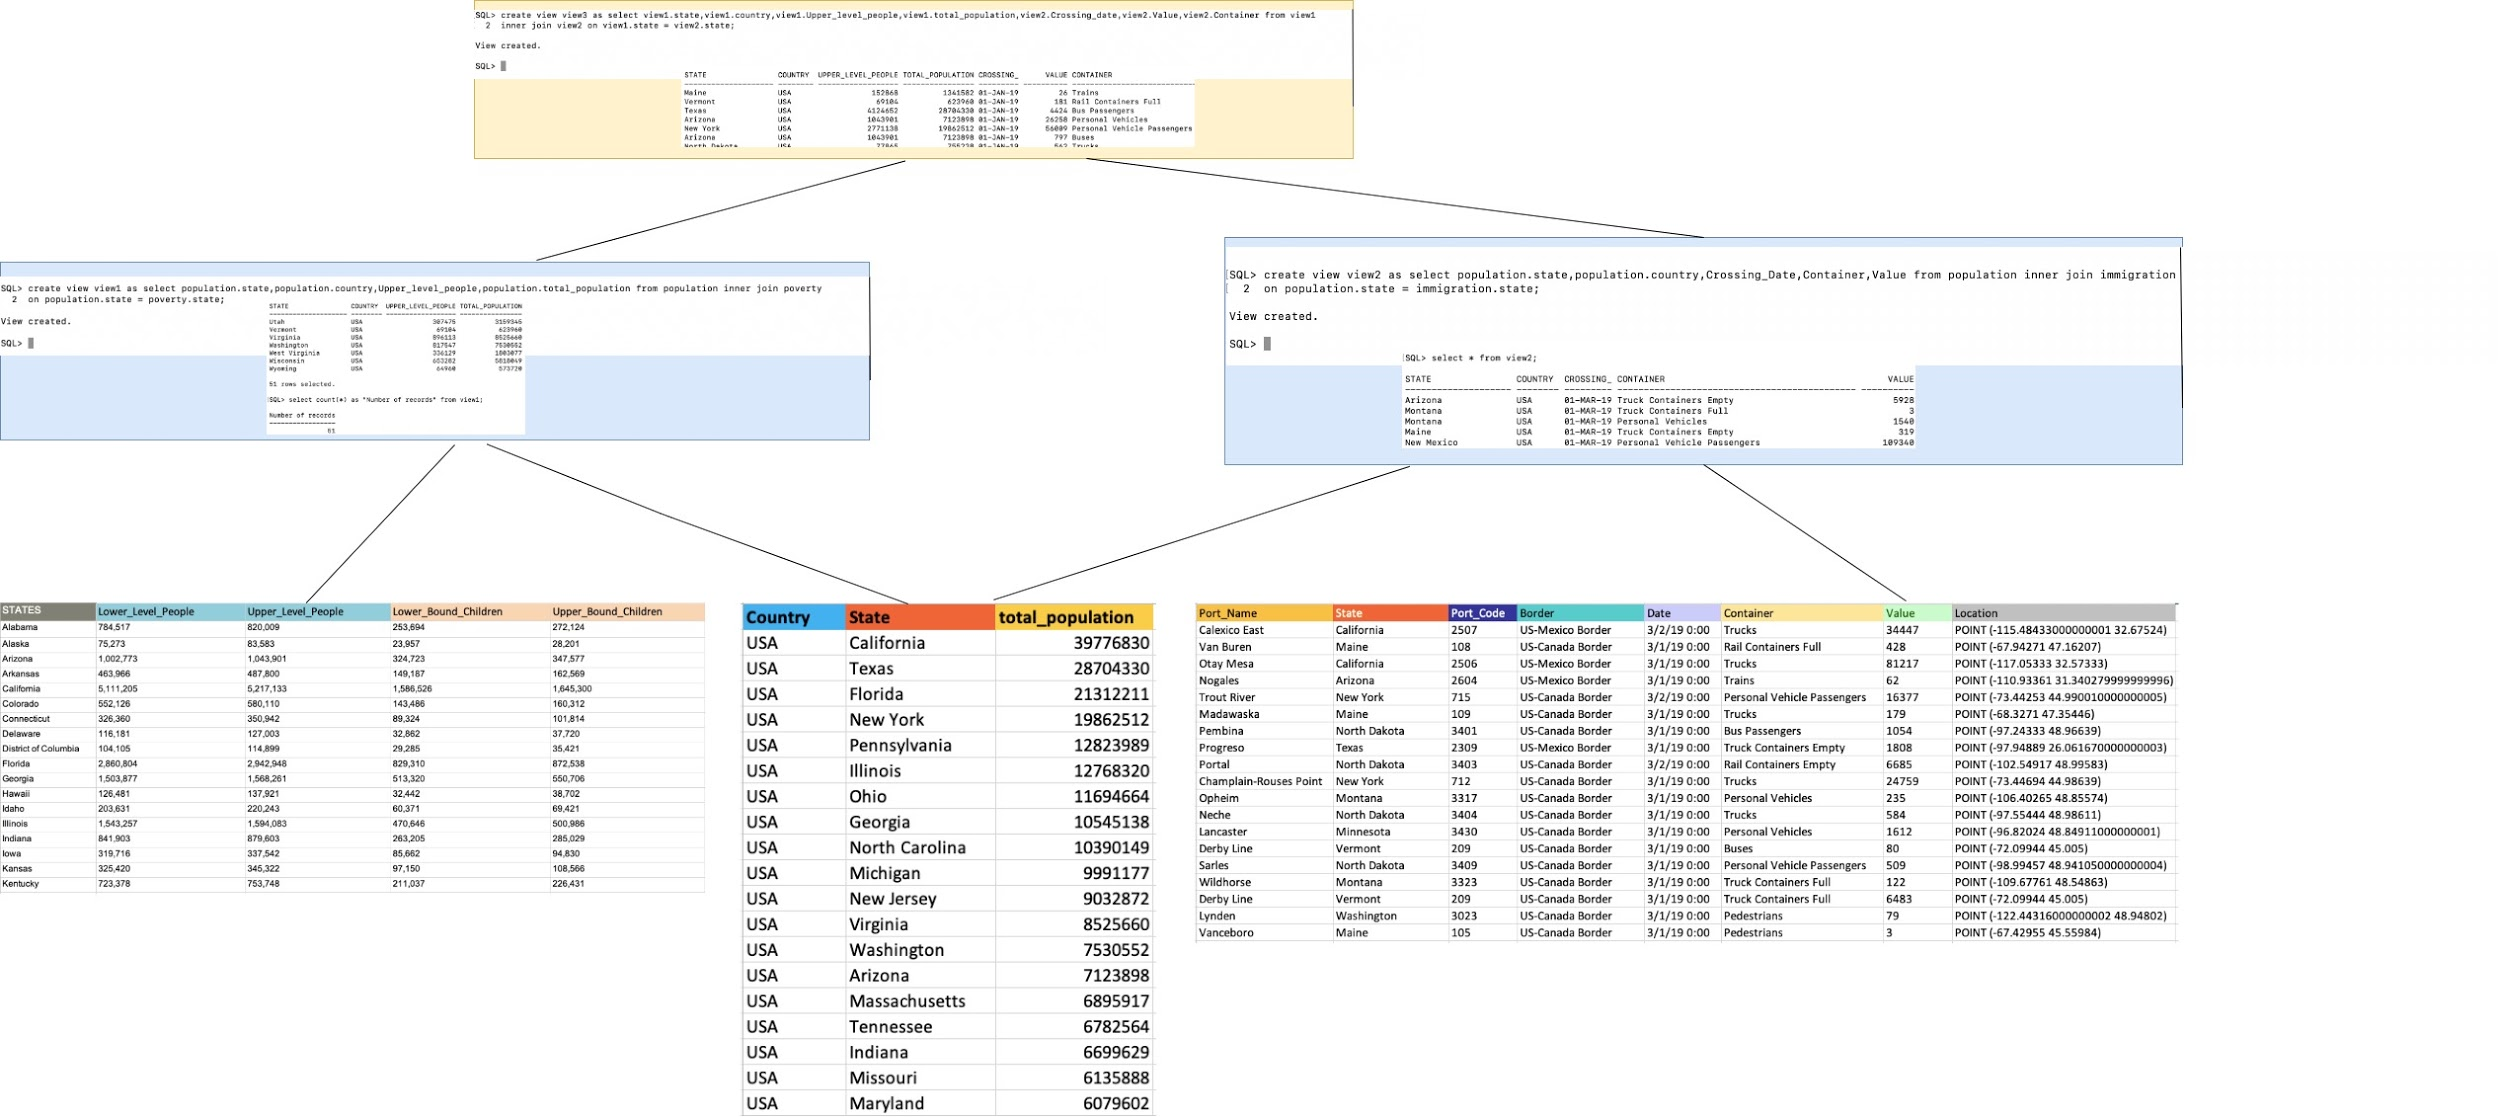 SQL> create view view3 as select view1.state,view1.country,view1.Upper_level_people,view1.total_population,view2.Crossing_date,view2.Value,view2.Container from view1
2 inner join view2 on view1.state = view2.state;
View created.
SQL>
STATE COUNTRY UPPER_LEVEL_PEOPLE TOTAL_POPULATION CROSSING_ VALUE CONTAINER
Maine USA 152868 1341582 01-JAN-19 26 Trains
Vermont USA 69104 623960 01-JAN-19 181 Rail Containers Full
Texas USA 4124652 28704330 01-JAN-19 4424 Bus Passengers
Arizona USA 1043901 7123898 01-JAN-19 26258 Personal Vehicles
New York USA 2771138 19862512 01-JAN-19 56089 Personal Vehicle Passengers
Arizona USA 1043901 7123898 01-JAN-19 797 Buses
North Dakota USA 77865 755238 01-JAN-19 562 Trucks
SQL> create view view1 as select population.state,population.country,Upper_level_people,population.total_population from population inner join poverty
2 on population.state = poverty.state;
View created.
SQL>
STATE COUNTRY UPPER_LEVEL_PEOPLE TOTAL_POPULATION
Utah USA 307475 3159345
Vermont USA 69104 623960
Virginia USA 896113 8525660
Washington USA 817547 7530552
West Virginia USA 336129 1803077
Wisconsin USA 653282 5818049
Wyoming USA 64960 573720
51 rows selected.
SQL> select count(*) as "Number of records" from view1;
Number of records
51
SQL> create view view2 as select population.state,population.country,Crossing_Date,Container,Value from population inner join immigration
2 on population.state = immigration.state;
View created.
SQL>
SQL> select * from view2;
STATE COUNTRY CROSSING_ CONTAINER VALUE
Arizona USA 01-MAR-19 Truck Containers Empty 5928
Montana USA 01-MAR-19 Truck Containers Full 3
Montana USA 01-MAR-19 Personal Vehicles 1540
Maine USA 01-MAR-19 Truck Containers Empty 319
New Mexico USA 01-MAR-19 Personal Vehicle Passengers 109340
STATES Lower_Level_People Upper_Level_People Lower_Bound_Children Upper_Bound_Children
Alabama 784,517 820,009 253,694 272,124
Alaska 75,273 83,583 23,957 28,201
Arizona 1,002,773 1,043,901 324,723 347,577
Arkansas 463,966 487,800 149,187 162,569
California 5,111,205 5,217,133 1,586,526 1,645,300
Colorado 552,126 580,110 143,486 160,312
Connecticut 326,360 350,942 89,324 101,814
Delaware 116,181 127,003 32,862 37,720
District of Columbia 104,105 114,899 29,285 35,421
Florida 2,860,804 2,942,948 829,310 872,538
Georgia 1,503,877 1,568,261 513,320 550,706
Hawaii 126,481 137,921 32,442 38,702
Idaho 203,631 220,243 60,371 69,421
Illinois 1,543,257 1,594,083 470,646 500,986
Indiana 841,903 879,603 263,205 285,029
Iowa 319,716 337,542 85,662 94,830
Kansas 325,420 345,322 97,150 108,566
Kentucky 723,378 753,748 211,037 226,431
Country State total_population
USA California 39776830
USA Texas 28704330
USA Florida 21312211
USA New York 19862512
USA Pennsylvania 12823989
USA Illinois 12768320
USA Ohio 11694664
USA Georgia 10545138
USA North Carolina 10390149
USA Michigan 9991177
USA New Jersey 9032872
USA Virginia 8525660
USA Washington 7530552
USA Arizona 7123898
USA Massachusetts 6895917
USA Tennessee 6782564
USA Indiana 6699629
USA Missouri 6135888
USA Maryland 6079602
Port_Name State Port_Code Border Date Container Value Location
Calexico East California 2507 US-Mexico Border 3/2/19 0:00 Trucks 34447 POINT (-115.48433000000001 32.67524)
Van Buren Maine 108 US-Canada Border 3/1/19 0:00 Rail Containers Full 428 POINT (-67.94271 47.16207)
Otay Mesa California 2506 US-Mexico Border 3/1/19 0:00 Trucks 81217 POINT (-117.05333 32.57333)
Nogales Arizona 2604 US-Mexico Border 3/1/19 0:00 Trains 62 POINT (-110.93361 31.340279999999996)
Trout River New York 715 US-Canada Border 3/2/19 0:00 Personal Vehicle Passengers 16377 POINT (-73.44253 44.990010000000005)
Madawaska Maine 109 US-Canada Border 3/1/19 0:00 Trucks 179 POINT (-68.3271 47.35446)
Pembina North Dakota 3401 US-Canada Border 3/1/19 0:00 Bus Passengers 1054 POINT (-97.24333 48.96639)
Progreso Texas 2309 US-Mexico Border 3/1/19 0:00 Truck Containers Empty 1808 POINT (-97.94889 26.061670000000003)
Portal North Dakota 3403 US-Canada Border 3/2/19 0:00 Rail Containers Empty 6685 POINT (-102.54917 48.99583)
Champlain-Rouses Point New York 712 US-Canada Border 3/1/19 0:00 Trucks 24759 POINT (-73.44694 44.98639)
Opheim Montana 3317 US-Canada Border 3/1/19 0:00 Personal Vehicles 235 POINT (-106.40265 48.85574)
Neche North Dakota 3404 US-Canada Border 3/1/19 0:00 Trucks 584 POINT (-97.55444 48.98611)
Lancaster Minnesota 3430 US-Canada Border 3/1/19 0:00 Personal Vehicles 1612 POINT (-96.82024 48.84911000000001)
Derby Line Vermont 209 US-Canada Border 3/1/19 0:00 Buses 80 POINT (-72.09944 45.005)
Sarles North Dakota 3409 US-Canada Border 3/1/19 0:00 Personal Vehicle Passengers 509 POINT (-98.99457 48.941050000000004)
Wildhorse Montana 3323 US-Canada Border 3/1/19 0:00 Truck Containers Full 122 POINT (-109.67761 48.54863)
Derby Line Vermont 209 US-Canada Border 3/1/19 0:00 Truck Containers Full 6483 POINT (-72.09944 45.005)
Lynden Washington 3023 US-Canada Border 3/1/19 0:00 Pedestrians 79 POINT (-122.44316000000002 48.94802)
Vanceboro Maine 105 US-Canada Border 3/1/19 0:00 Pedestrians 3 POINT (-67.42955 45.55984)